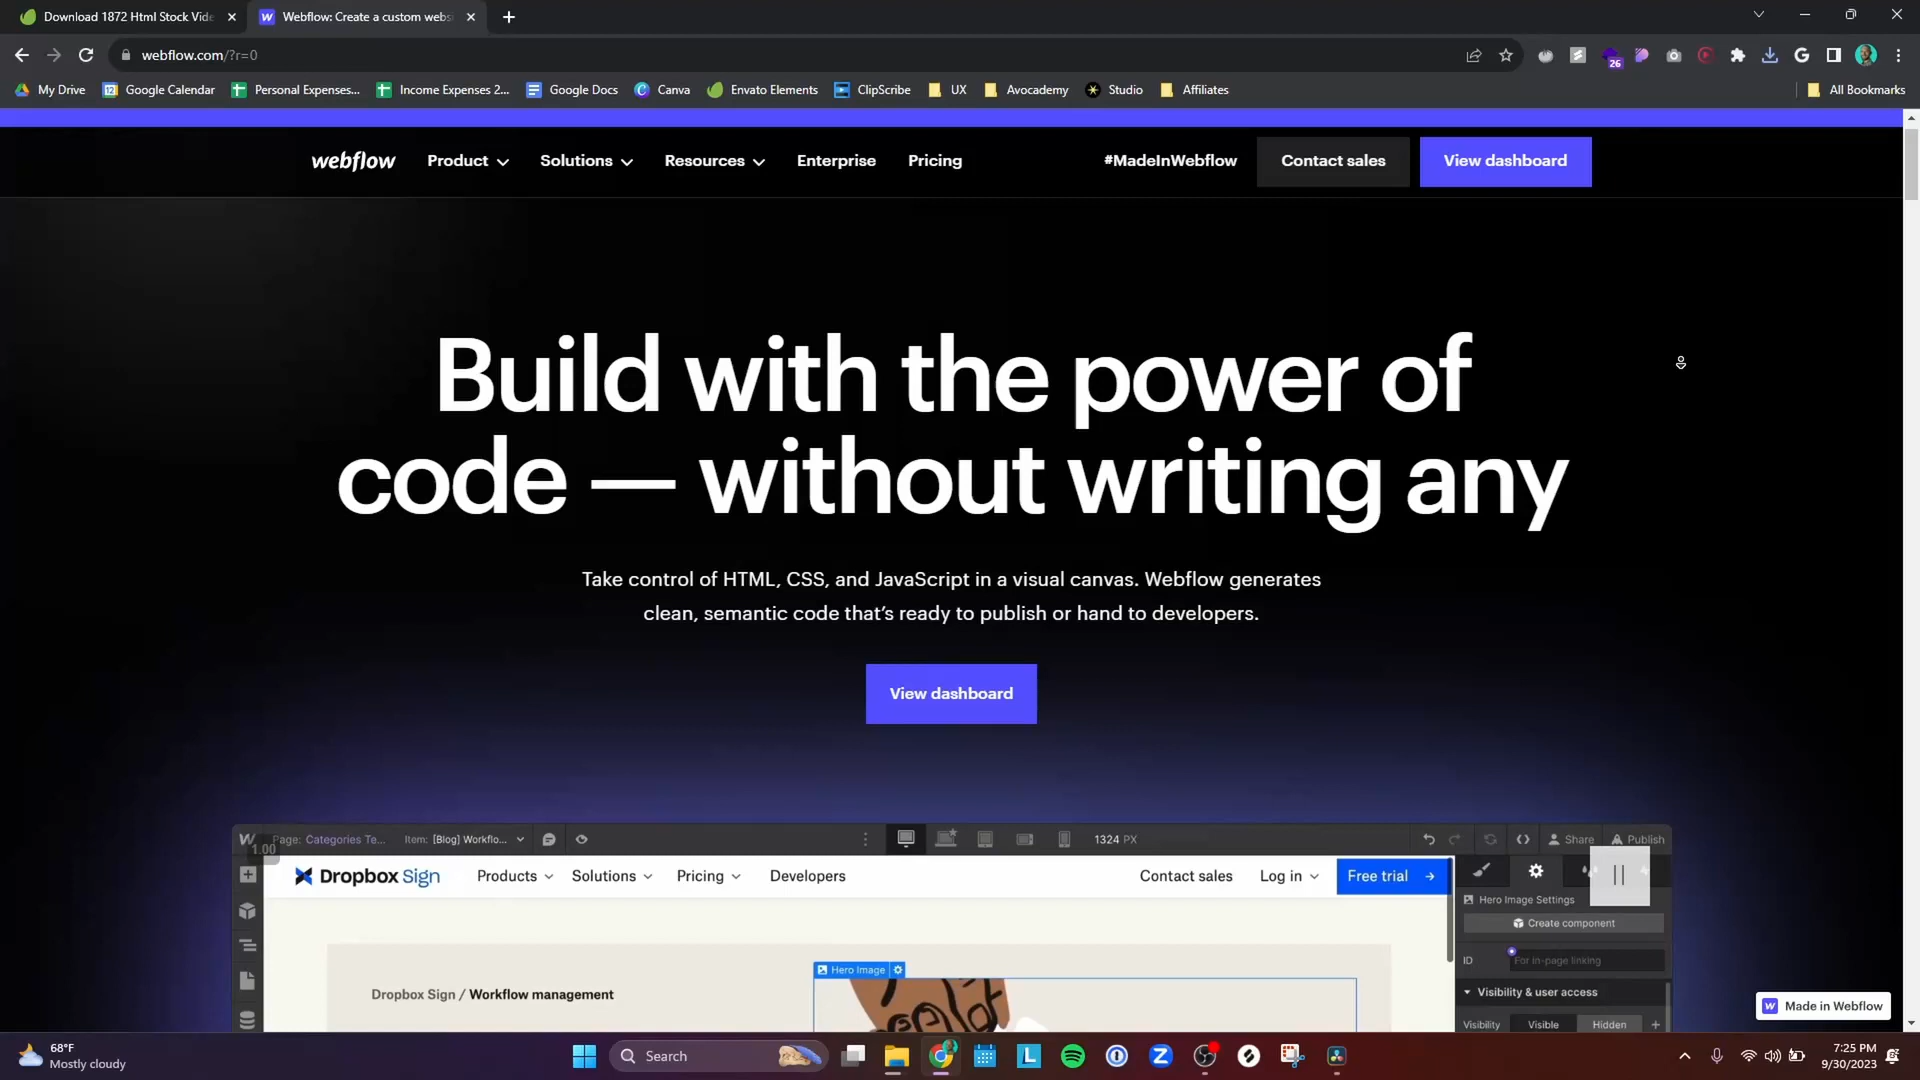 Download 1872 Html Stock Vide
Webflow: Create a custom webs
webflow.com/?r=0
26
My Drive
Google Calendar
Personal Expenses...
Income Expenses 2...
Google Docs
Canva
Envato Elements
ClipScribe
UX
Avocademy
Studio
Affiliates
All Bookmarks
webflow
Product
Solutions
Resources
Enterprise
Pricing
#MadeInWebflow
Contact sales
View dashboard
Build with the power of
code — without writing any
Take control of HTML, CSS, and JavaScript in a visual canvas. Webflow generates
clean, semantic code that's ready to publish or hand to developers.
View dashboard
Page: Categories Te...
Item: [Blog] Workflo...
1324 PX
Share
Publish
1.00
Dropbox Sign
Products
Solutions
Pricing
Developers
Contact sales
Log in
Free trial
Hero Image Settings
Create component
ID
For in-page linking
Hero Image
Visibility & user access
Dropbox Sign / Workflow management
Made in Webflow
Visibility
Visible
Hidden
68°F
Mostly cloudy
Search
7:25 PM
9/30/2023